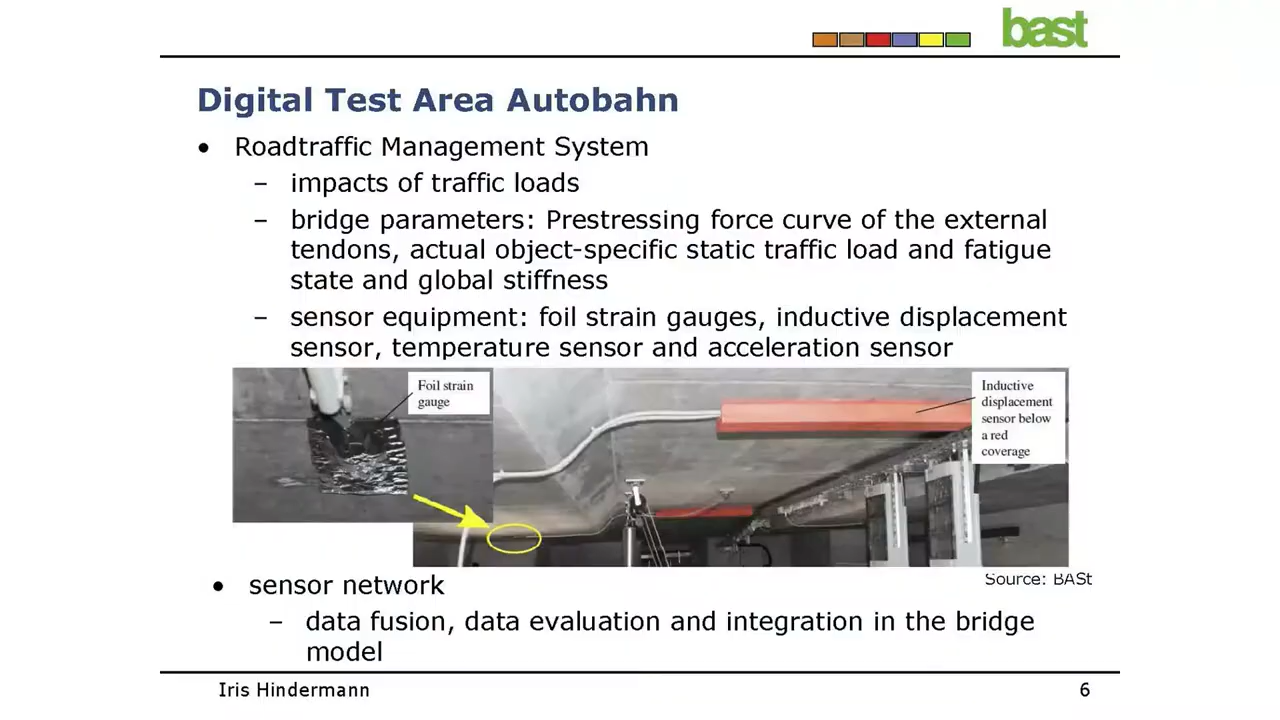 bast
Digital Test Area Autobahn
• Roadtraffic Management System
– impacts of traffic loads
– bridge parameters: Prestressing force curve of the external
tendons, actual object-specific static traffic load and fatigue
state and global stiffness
– sensor equipment: foil strain gauges, inductive displacement
sensor, temperature sensor and acceleration sensor
Foil strain
gauge
Inductive
displacement
sensor below
a red
coverage
Source: BASt
• sensor network
– data fusion, data evaluation and integration in the bridge
model
Iris Hindermann
6